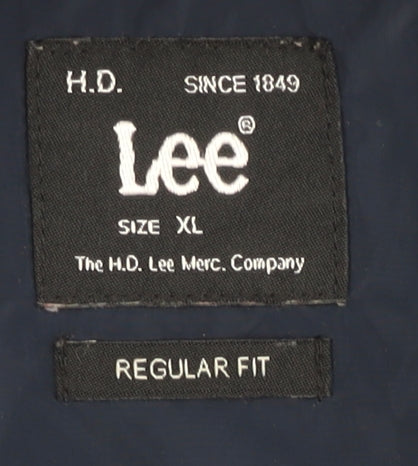 H.D. SINCE 1849
Lee®
SIZE XL
The H.D. Lee Merc. Company
REGULAR FIT